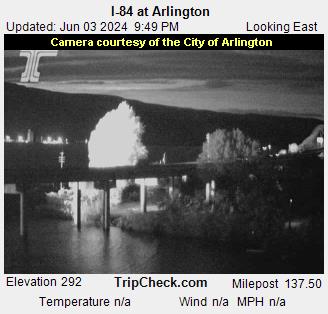 I-84 at Arlington
Updated: Jun 03 2024 9:49 PM Looking East
Camera courtesy of the City of Arlington
Elevation 292 TripCheck.com Milepost 137.50
Temperature n/a Wind n/a MPH n/a